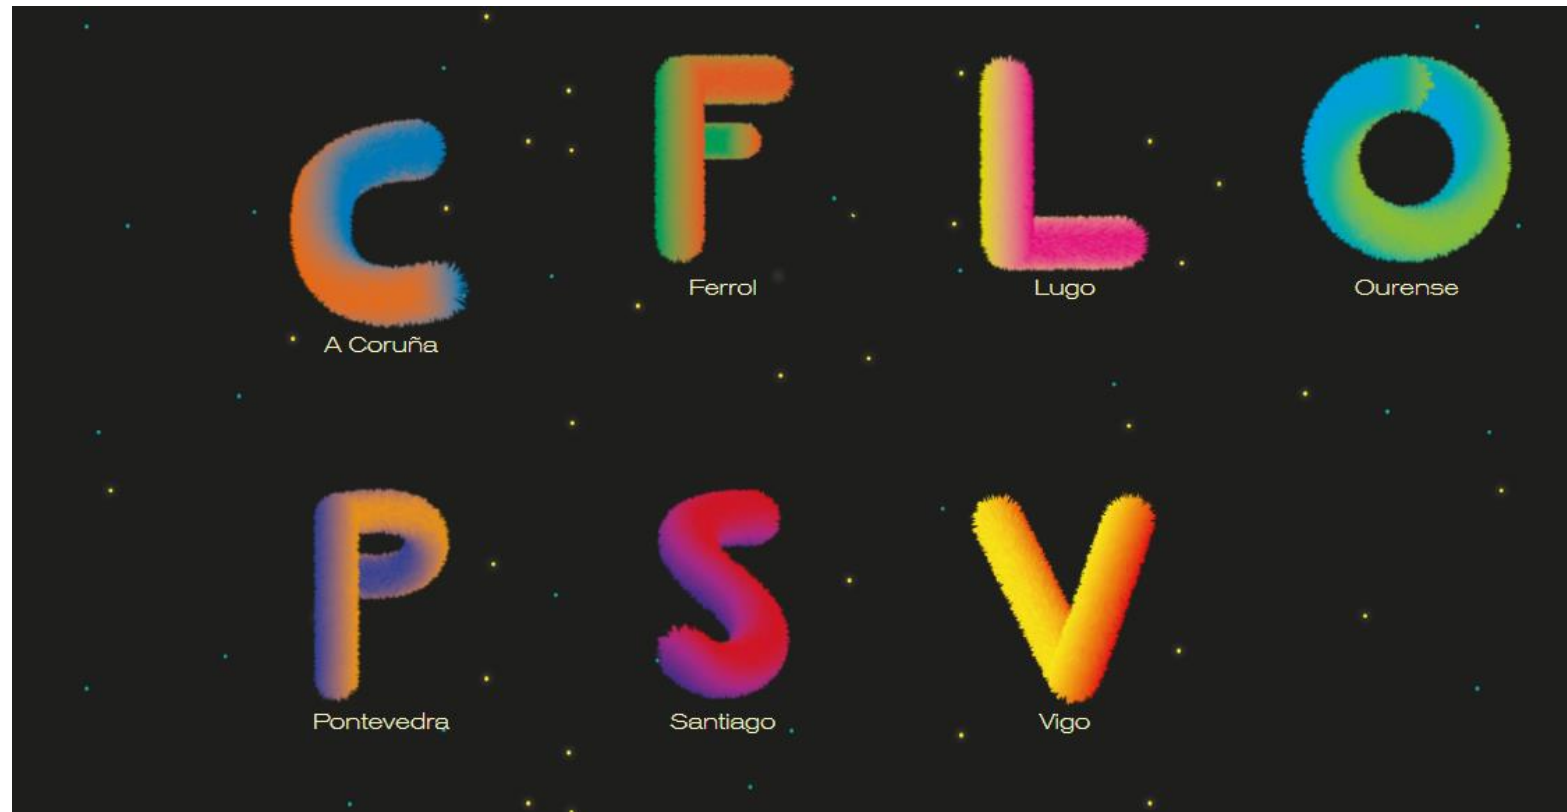 C
F
L
O
A Coruña
Ferrol
Lugo
Ourense
P
S
V
Pontevedra
Santiago
Vigo